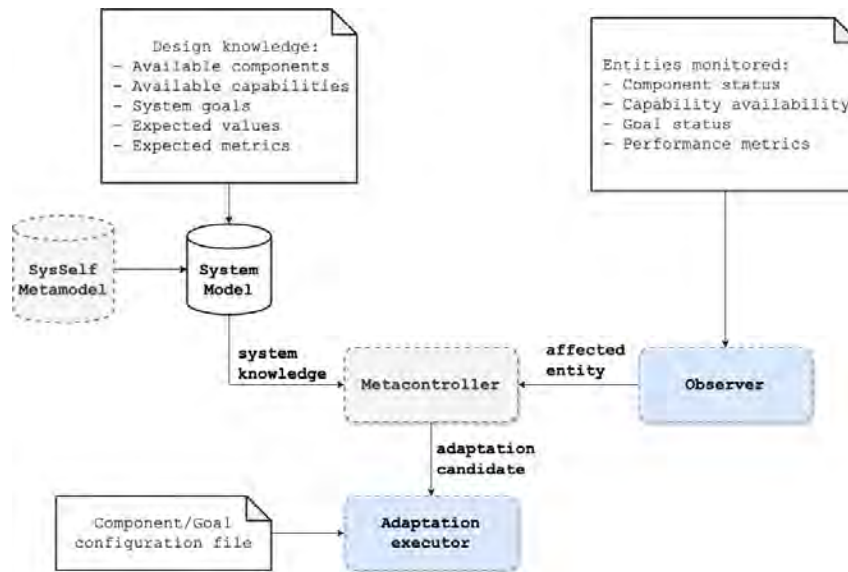 Design knowledge:
- Available components
- Available capabilities
- System goals
- Expected values
- Expected metrics
Entities monitored:
- Component status
- Capability availability
- Goal status
- Performance metrics
SysSelf
Metamodel
System
Model
system
knowledge
Metacontroller
affected
entity
Observer
adaptation
candidate
Component/Goal
configuration file
Adaptation
executor